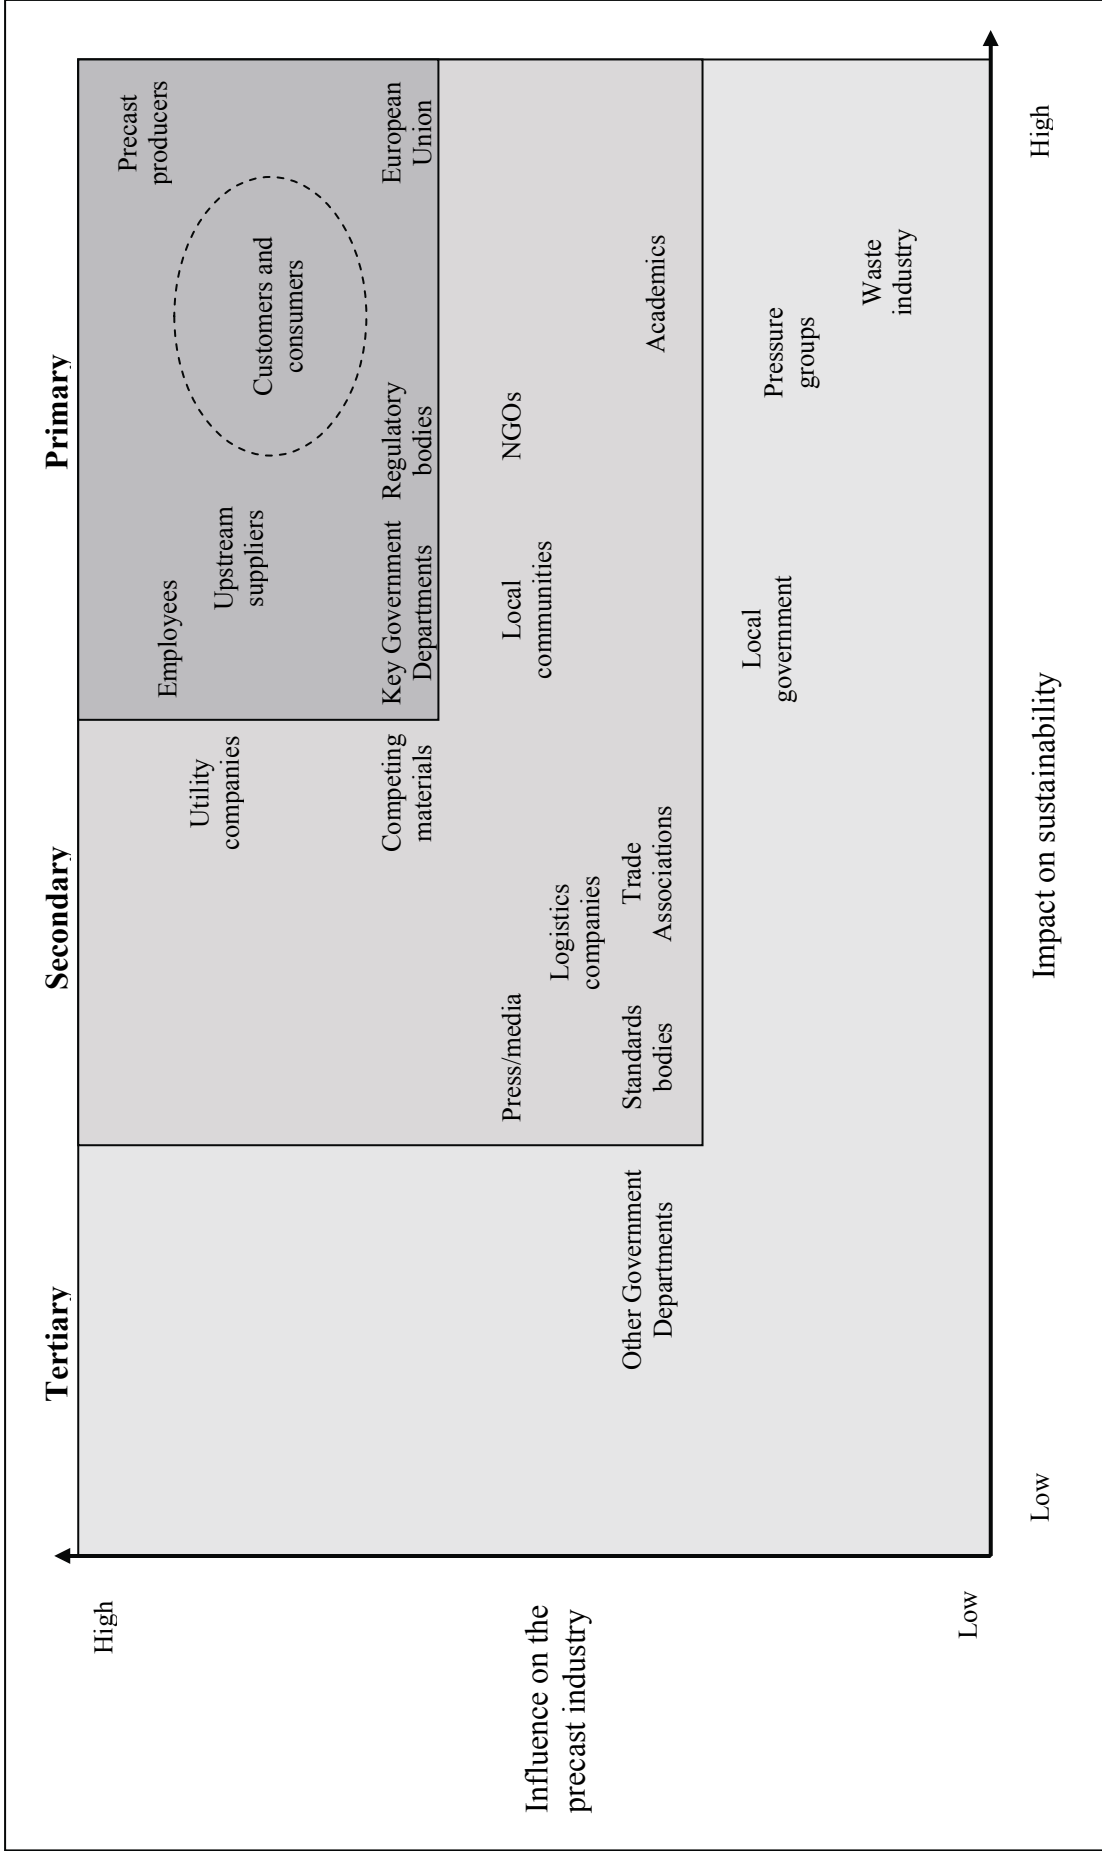 Tertiary
Secondary
Primary
High
Influence on the
precast industry
Low
Precast
producers
Employees
Upstream
suppliers
Customers and
consumers
Key Government
Departments
Regulatory
bodies
European
Union
Utility
companies
Competing
materials
Press/media
Local
communities
NGOs
Logistics
companies
Standards
bodies
Trade
Associations
Academics
Other Government
Departments
Local
government
Pressure
groups
Waste
industry
Low
Impact on sustainability
High